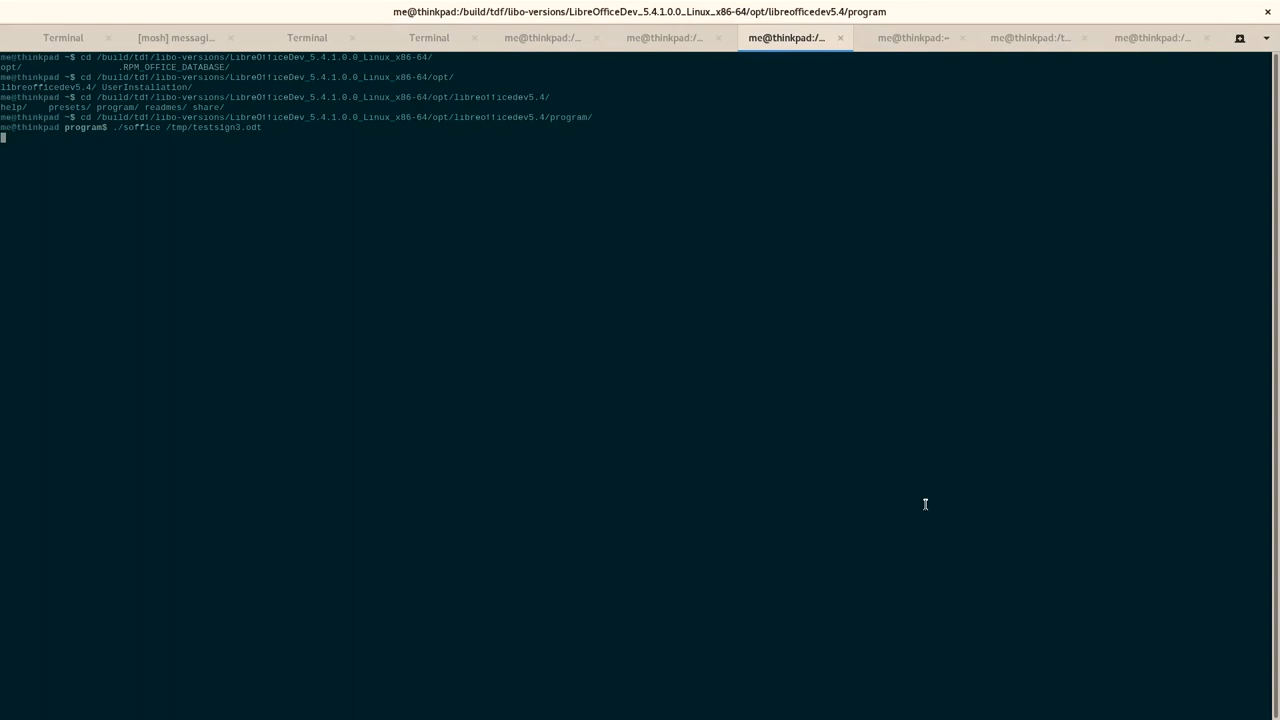 me@thinkpad:/build/tdf/libo-versions/LibreOfficeDev_5.4.1.0.0_Linux_x86-64/opt/libreofficedev5.4/program ×
Terminal × [mosh] messagi... × Terminal × Terminal × me@thinkpad:/... × me@thinkpad:/... × me@thinkpad:/... × me@thinkpad:~ × me@thinkpad:/t... × me@thinkpad:/... ×
me@thinkpad ~$ cd /build/tdf/libo-versions/LibreOfficeDev_5.4.1.0.0_Linux_x86-64/
opt/ .RPM_OFFICE_DATABASE/
me@thinkpad ~$ cd /build/tdf/libo-versions/LibreOfficeDev_5.4.1.0.0_Linux_x86-64/opt/
libreofficedev5.4/ UserInstallation/
me@thinkpad ~$ cd /build/tdf/libo-versions/LibreOfficeDev_5.4.1.0.0_Linux_x86-64/opt/libreofficedev5.4/
help/ presets/ program/ readmes/ share/
me@thinkpad ~$ cd /build/tdf/libo-versions/LibreOfficeDev_5.4.1.0.0_Linux_x86-64/opt/libreofficedev5.4/program/
me@thinkpad program$ ./soffice /tmp/testsign3.odt